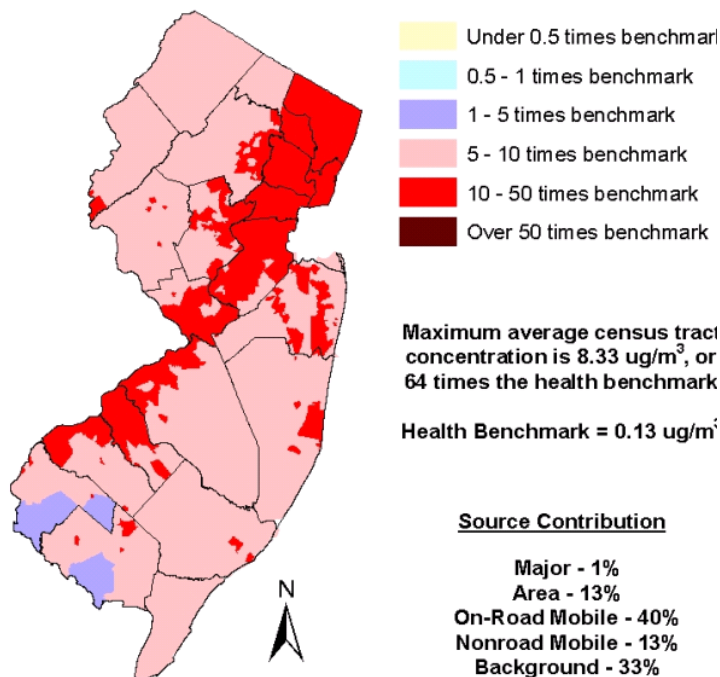 Under 0.5 times benchmark
0.5 - 1 times benchmark
1 - 5 times benchmark
5 - 10 times benchmark
10 - 50 times benchmark
Over 50 times benchmark
Maximum average census tract
concentration is 8.33 ug/m³, or
64 times the health benchmark
Health Benchmark = 0.13 ug/m³
Source Contribution
Major - 1%
Area - 13%
On-Road Mobile - 40%
Nonroad Mobile - 13%
Background - 33%
N